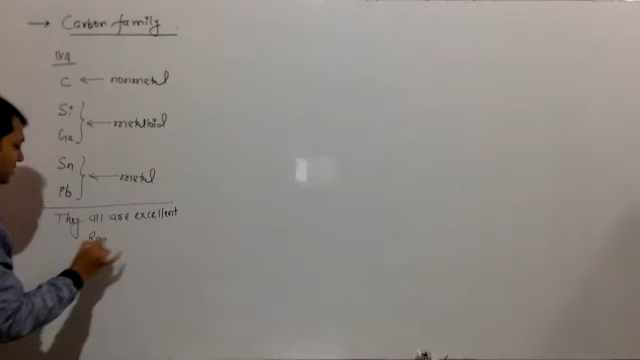 → Carbon family
IVA
C ← nonmetal
Si
Ge } ← metalloid
Sn
Pb } ← metal
They all are excellent